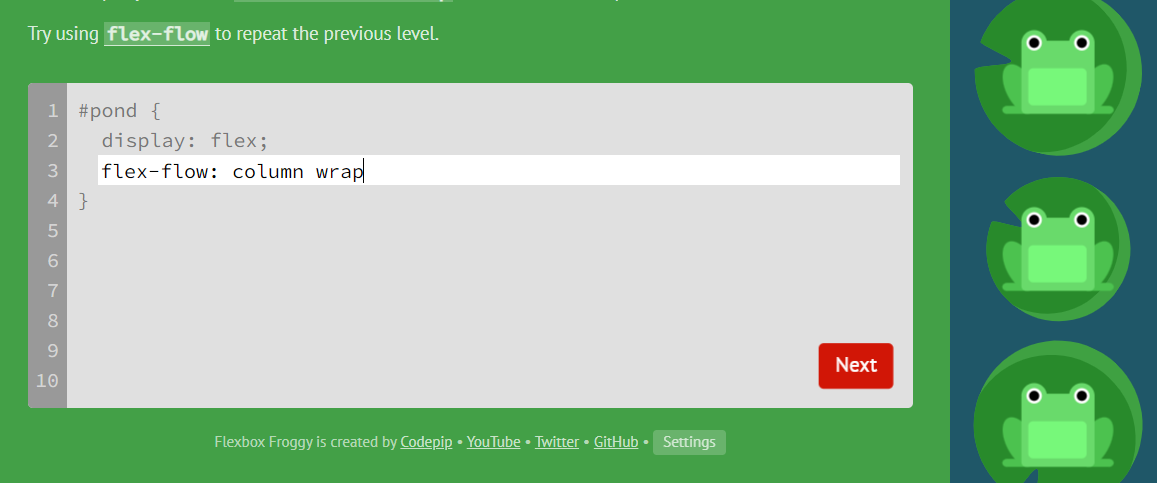 Try using flex-flow to repeat the previous level.
1 #pond {
2 display: flex;
3 flex-flow: column wrap
4 }
5
6
7
8
9
10
Next
Flexbox Froggy is created by Codepip • YouTube • Twitter • GitHub • Settings